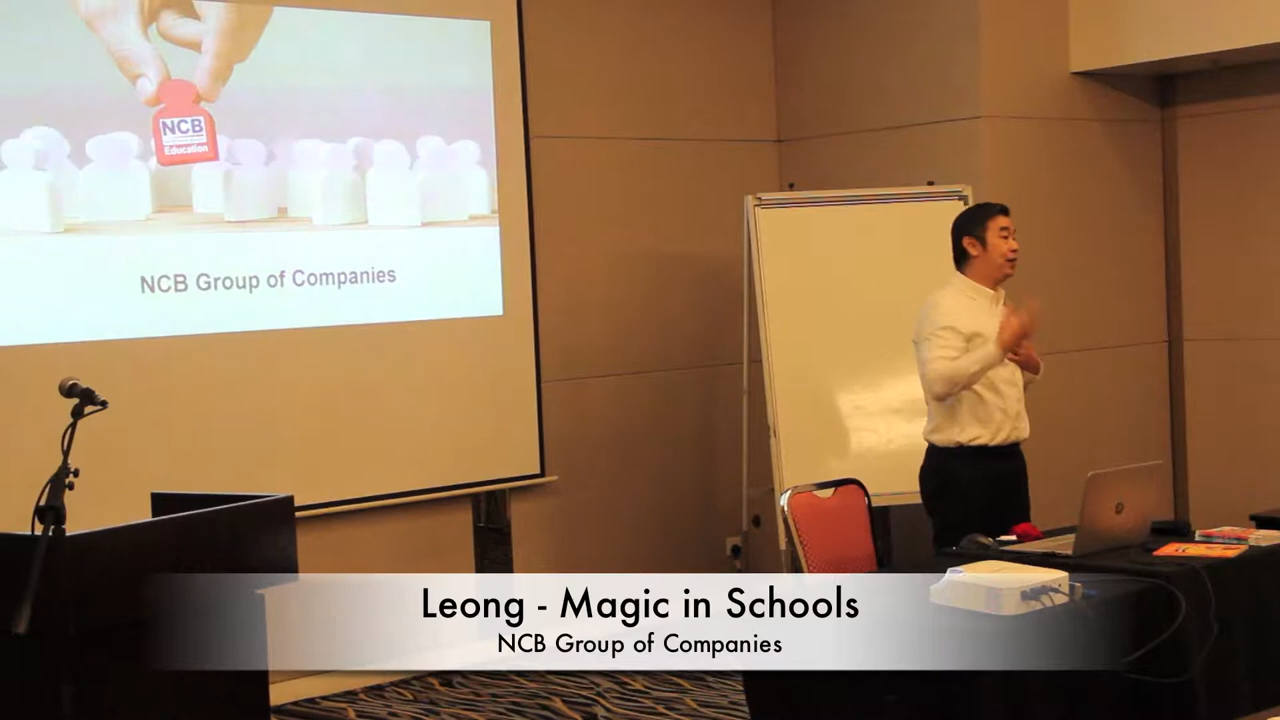 NCB
Education
NCB Group of Companies
Leong - Magic in Schools
NCB Group of Companies